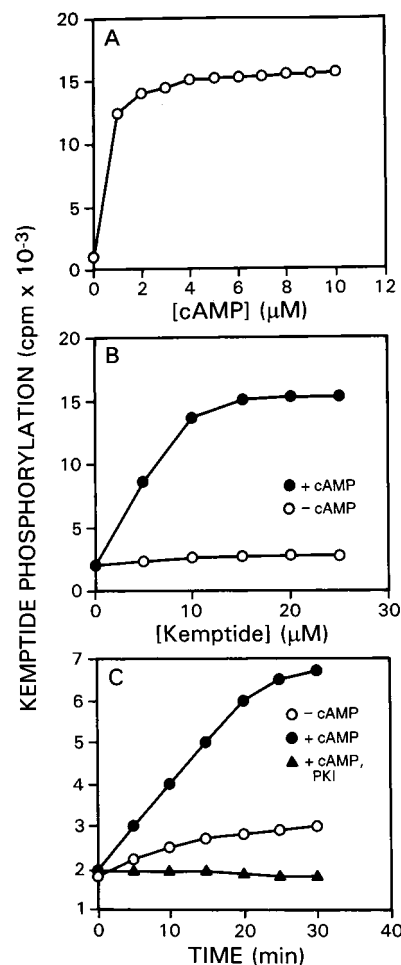 KEMPTIDE PHOSPHORYLATION (cpm x 10⁻³)
A
20
15
10
5
0
0 2 4 6 8 10 12
[cAMP] (µM)
B
20
15
10
5
0
+ cAMP
− cAMP
0 10 20 30
[Kemptide] (µM)
C
7
6
5
4
3
2
1
− cAMP
+ cAMP
+ cAMP,
PKI
0 10 20 30 40
TIME (min)